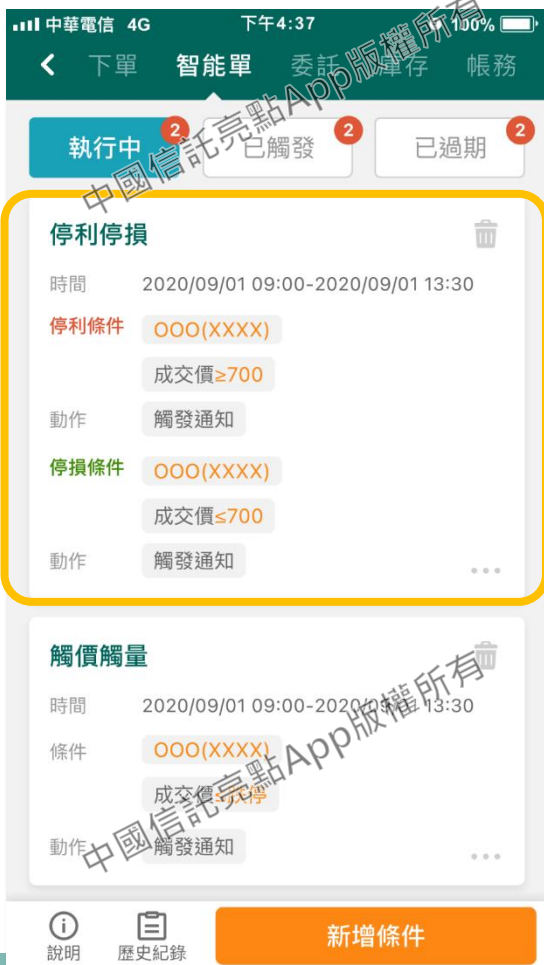 中華電信 4G 下午4:37 100%
下單 智能單 委託 庫存 帳務
執行中 2 已觸發 2 已過期 2
停利停損
時間 2020/09/01 09:00-2020/09/01 13:30
停利條件 OOO(XXXX)
成交價≥700
動作 觸發通知
停損條件 OOO(XXXX)
成交價≤700
動作 觸發通知
觸價觸量
時間 2020/09/01 09:00-2020/09/01 13:30
條件 OOO(XXXX)
成交價≤跌停
動作 觸發通知
說明 歷史紀錄 新增條件
中國信託亮點App版權所有
中國信託亮點App版權所有